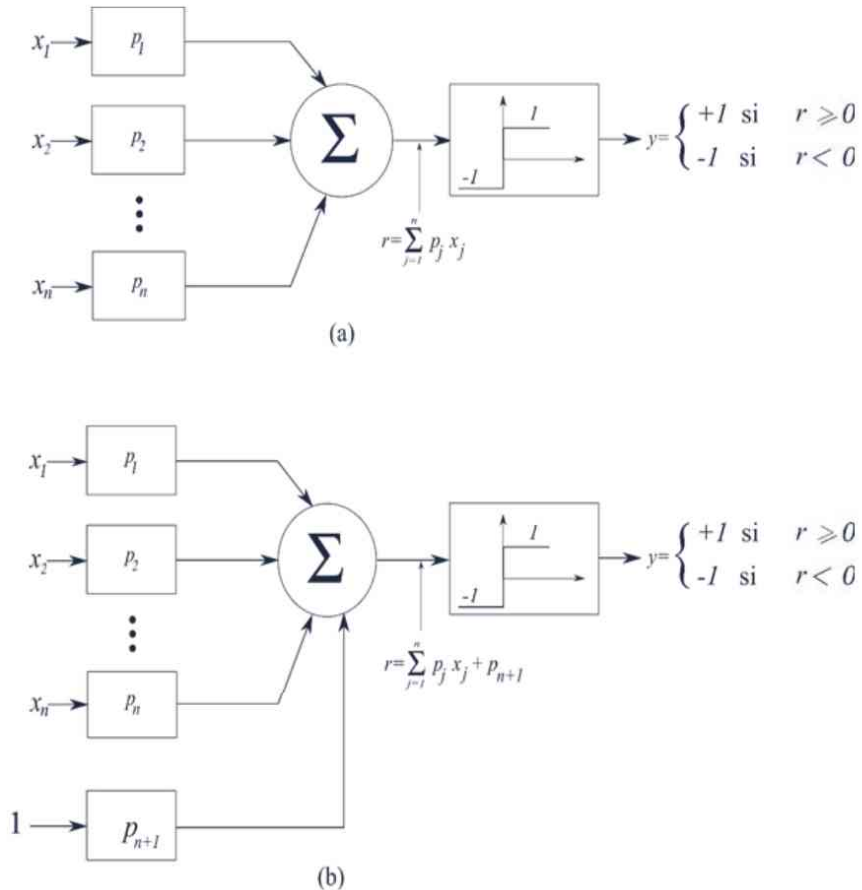 x₁ p₁
x₂ p₂
⋮
xₙ pₙ
Σ
1
-1
r=∑ⁿⱼ₌₁ pⱼ xⱼ
y= { +1 si r ⩾ 0
-1 si r < 0
(a)
x₁ p₁
x₂ p₂
⋮
xₙ pₙ
1 pₙ₊₁
Σ
1
-1
r=∑ⁿⱼ₌₁ pⱼ xⱼ + pₙ₊₁
y= { +1 si r ⩾ 0
-1 si r < 0
(b)